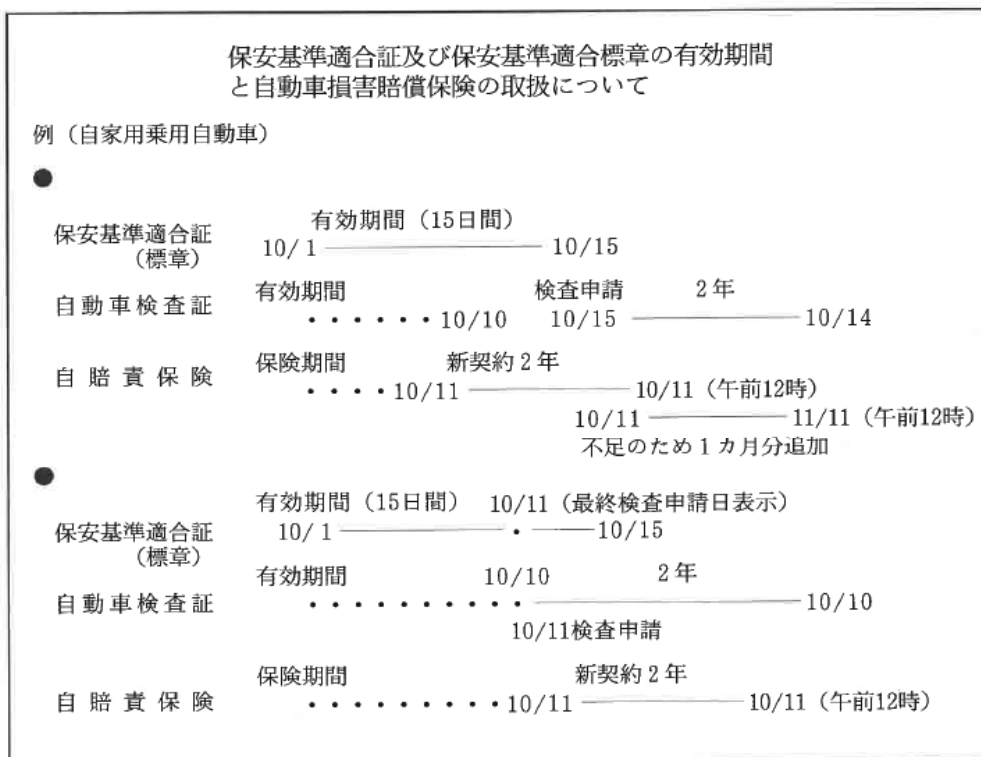 保安基準適合証及び保安基準適合標章の有効期間
と自動車損害賠償保険の取扱について
例（自家用乗用自動車）
●
有効期間（15日間）
保安基準適合証
（標章）
10/1 ―――― 10/15
有効期間 検査申請 2年
自動車検査証
・・・・・・10/10 10/15 ―――― 10/14
保険期間 新契約2年
自賠責保険
・・・・10/11 ―――― 10/11（午前12時）
10/11 ―――― 11/11（午前12時）
不足のため1カ月分追加
●
有効期間（15日間） 10/11（最終検査申請日表示）
保安基準適合証
（標章）
10/1 ―――― ・ ――10/15
有効期間 10/10 2年
自動車検査証
・・・・・・・・・・―――― 10/10
10/11検査申請
保険期間 新契約2年
自賠責保険
・・・・・・・・・10/11 ―――― 10/11（午前12時）